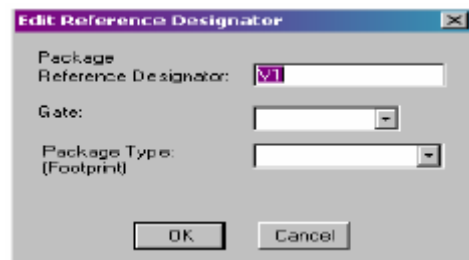 Edit Reference Designator
Package
Reference Designator: V1
Gate:
Package Type:
(Footprint)
OK Cancel